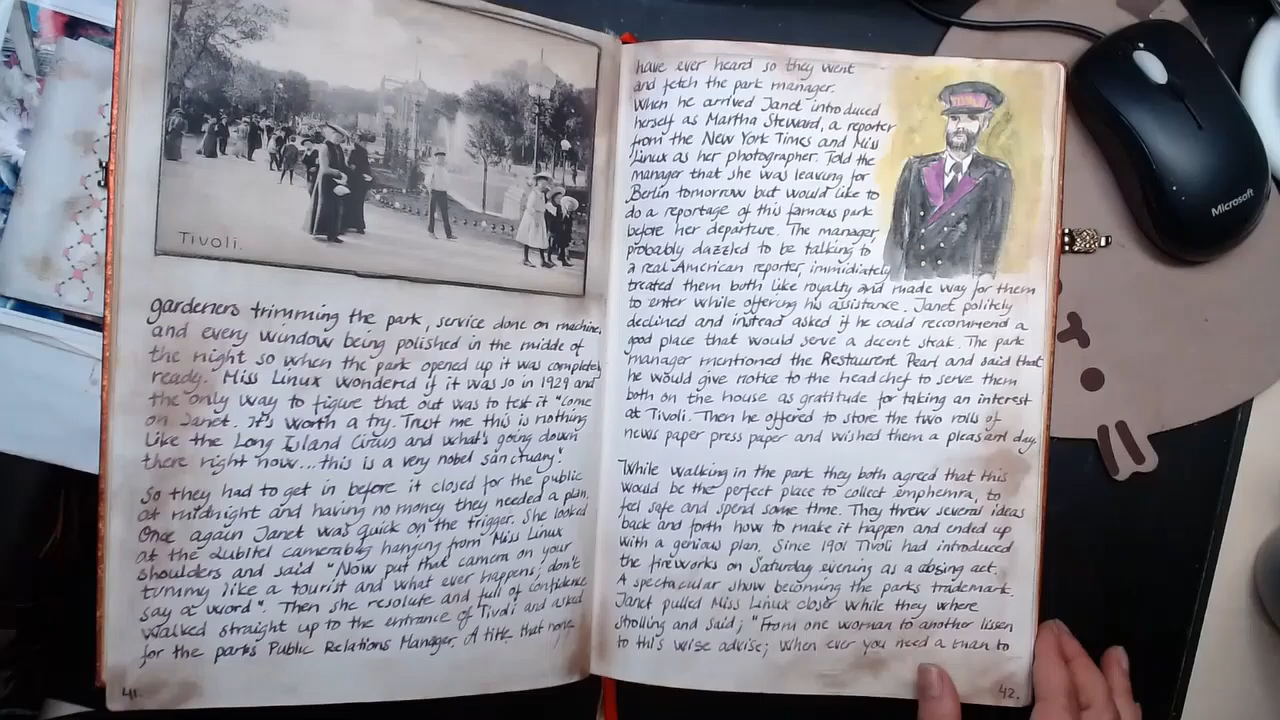 Tivoli.
gardeners trimming the park, service done on machines
and every window being polished in the middle of
the night so when the park opened up it was completely
ready. Miss Linux wondered if it was so in 1929 and
the only way to figure that out was to test it "Come
on Janet. It's worth a try. Trust me this is nothing
like the Long Island Circus and what's going down
there right now...this is a very nobel sanctuary".
So they had to get in before it closed for the public
at midnight and having no money they needed a plan.
Once again Janet was quick on the trigger. She looked
at the Lubitel camerabag hanging from Miss Linux
shoulders and said "Now put that camera on your
tummy like a tourist and what ever happens; don't
say a word". Then she resolute and full of confidence
walked straight up to the entrance of Tivoli and asked
for the parks Public Relations Manager. A title that none
41.
have ever heard so they went
and fetch the park manager.
When he arrived Janet introduced
herself as Martha Steward, a reporter
from the New York Times and Miss
Linux as her photographer. Told the
manager that she was leaving for
Berlin tomorrow but would like to
do a reportage of this famous park
before her departure. The manager,
probably dazzled to be talking to
a real American reporter, immidiately
treated them both like royalty and made way for them
to enter while offering his assistance. Janet politely
declined and instead asked if he could reccommend a
good place that would serve a decent steak. The park
manager mentioned the Restaurent Pearl and said that
he would give notice to the head chef to serve them
both on the house as gratitude for taking an interest
at Tivoli. Then he offered to store the two rolls of
news paper press paper and wished them a pleasant day.
While walking in the park they both agreed that this
would be the perfect place to collect emphemra, to
feel safe and spend some time. They threw several ideas
back and forth how to make it happen and ended up
with a genious plan. Since 1901 Tivoli had introduced
the fireworks on Saturday evening as a closing act.
A spectacular show becoming the parks trademark.
Janet pulled Miss Linux closer while they where
strolling and said; "From one woman to another lissen
to this wise advise; When ever you need a man to
42.
Microsoft